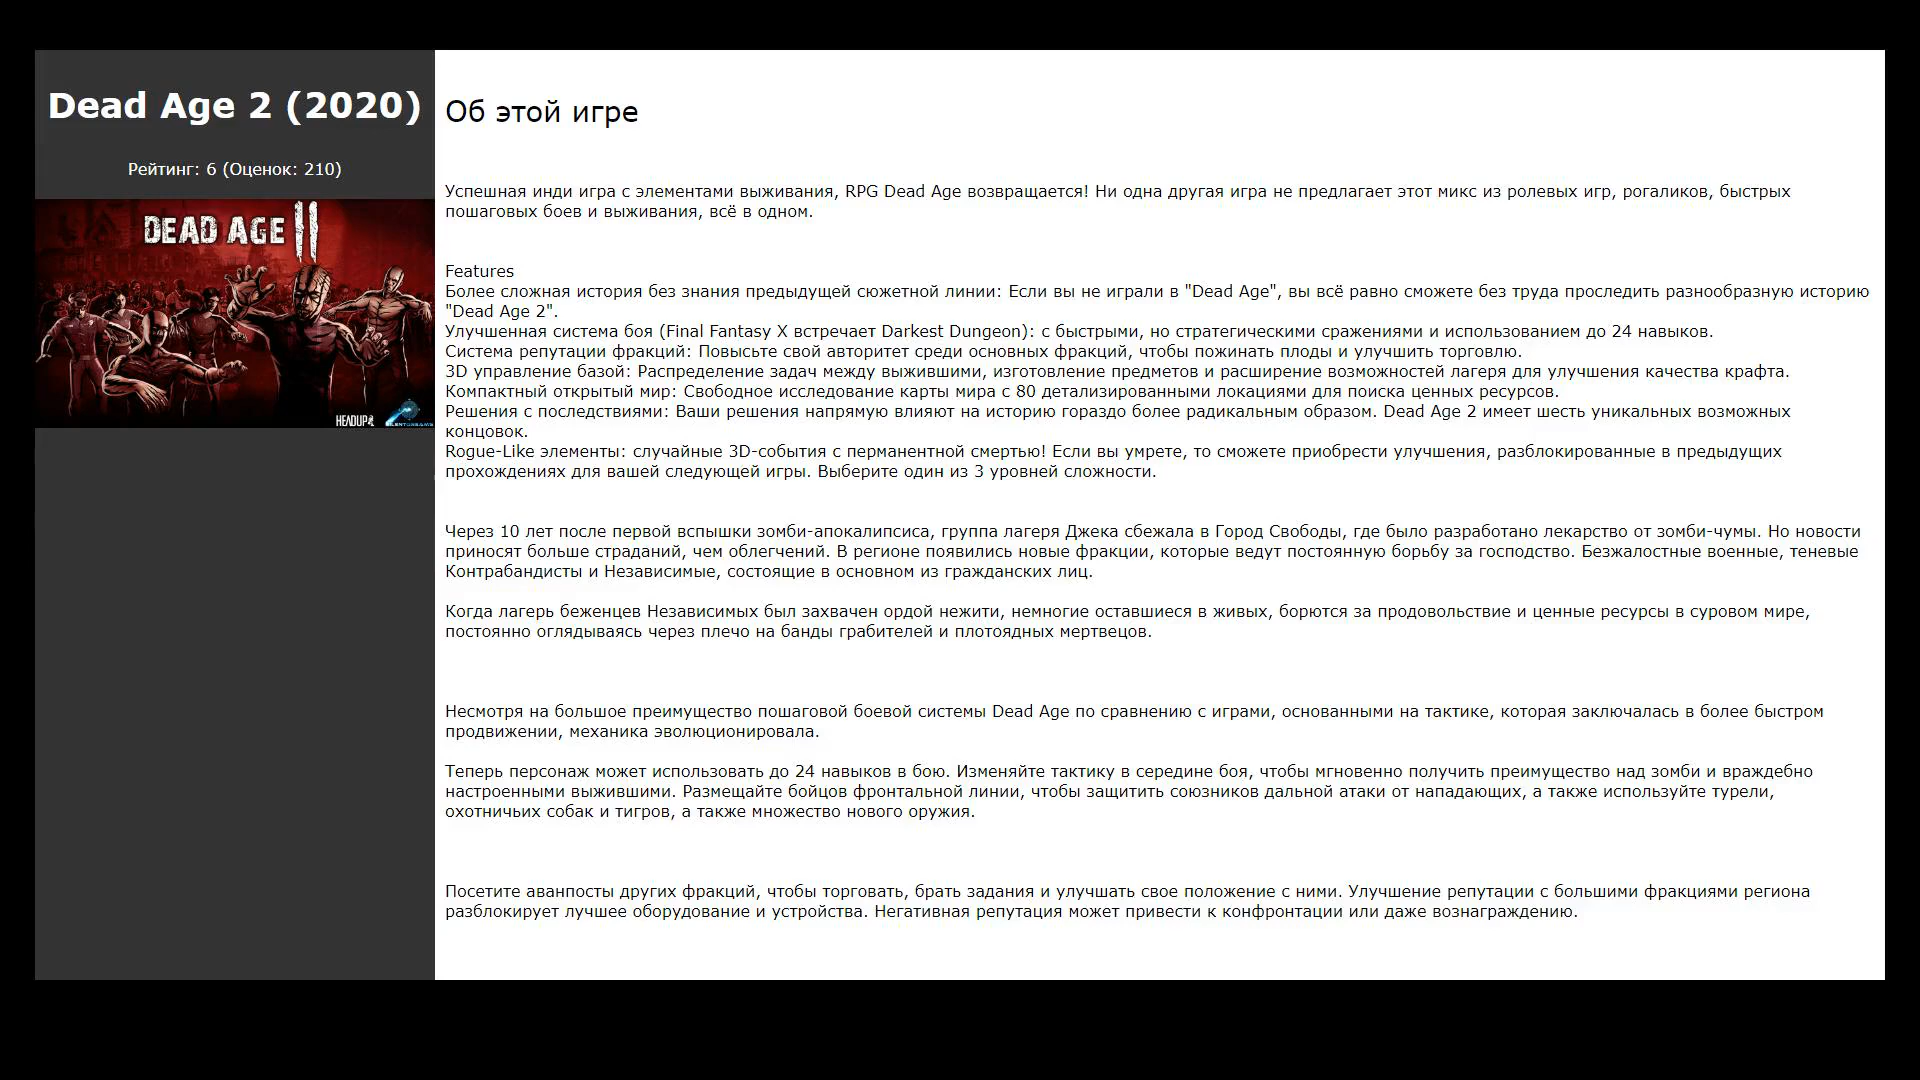 Dead Age 2 (2020)
Рейтинг: 6 (Оценок: 210)
DEAD AGE II
HEADUP
SILENTDREAMS
Об этой игре
Успешная инди игра с элементами выживания, RPG Dead Age возвращается! Ни одна другая игра не предлагает этот микс из ролевых игр, рогаликов, быстрых
пошаговых боев и выживания, всё в одном.
Features
Более сложная история без знания предыдущей сюжетной линии: Если вы не играли в "Dead Age", вы всё равно сможете без труда проследить разнообразную историю
"Dead Age 2".
Улучшенная система боя (Final Fantasy X встречает Darkest Dungeon): с быстрыми, но стратегическими сражениями и использованием до 24 навыков.
Система репутации фракций: Повысьте свой авторитет среди основных фракций, чтобы пожинать плоды и улучшить торговлю.
3D управление базой: Распределение задач между выжившими, изготовление предметов и расширение возможностей лагеря для улучшения качества крафта.
Компактный открытый мир: Свободное исследование карты мира с 80 детализированными локациями для поиска ценных ресурсов.
Решения с последствиями: Ваши решения напрямую влияют на историю гораздо более радикальным образом. Dead Age 2 имеет шесть уникальных возможных
концовок.
Rogue-Like элементы: случайные 3D-события с перманентной смертью! Если вы умрете, то сможете приобрести улучшения, разблокированные в предыдущих
прохождениях для вашей следующей игры. Выберите один из 3 уровней сложности.
Через 10 лет после первой вспышки зомби-апокалипсиса, группа лагеря Джека сбежала в Город Свободы, где было разработано лекарство от зомби-чумы. Но новости
приносят больше страданий, чем облегчений. В регионе появились новые фракции, которые ведут постоянную борьбу за господство. Безжалостные военные, теневые
Контрабандисты и Независимые, состоящие в основном из гражданских лиц.
Когда лагерь беженцев Независимых был захвачен ордой нежити, немногие оставшиеся в живых, борются за продовольствие и ценные ресурсы в суровом мире,
постоянно оглядываясь через плечо на банды грабителей и плотоядных мертвецов.
Несмотря на большое преимущество пошаговой боевой системы Dead Age по сравнению с играми, основанными на тактике, которая заключалась в более быстром
продвижении, механика эволюционировала.
Теперь персонаж может использовать до 24 навыков в бою. Изменяйте тактику в середине боя, чтобы мгновенно получить преимущество над зомби и враждебно
настроенными выжившими. Размещайте бойцов фронтальной линии, чтобы защитить союзников дальной атаки от нападающих, а также используйте турели,
охотничьих собак и тигров, а также множество нового оружия.
Посетите аванпосты других фракций, чтобы торговать, брать задания и улучшать свое положение с ними. Улучшение репутации с большими фракциями региона
разблокирует лучшее оборудование и устройства. Негативная репутация может привести к конфронтации или даже вознаграждению.